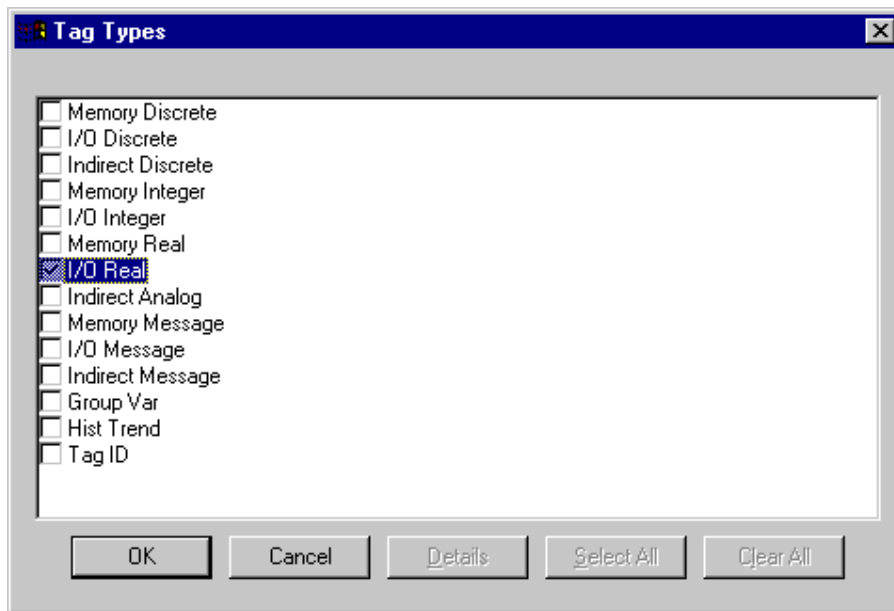 Tag Types
Memory Discrete
I/O Discrete
Indirect Discrete
Memory Integer
I/O Integer
Memory Real
I/O Real
Indirect Analog
Memory Message
I/O Message
Indirect Message
Group Var
Hist Trend
Tag ID
OK Cancel Details Select All Clear All